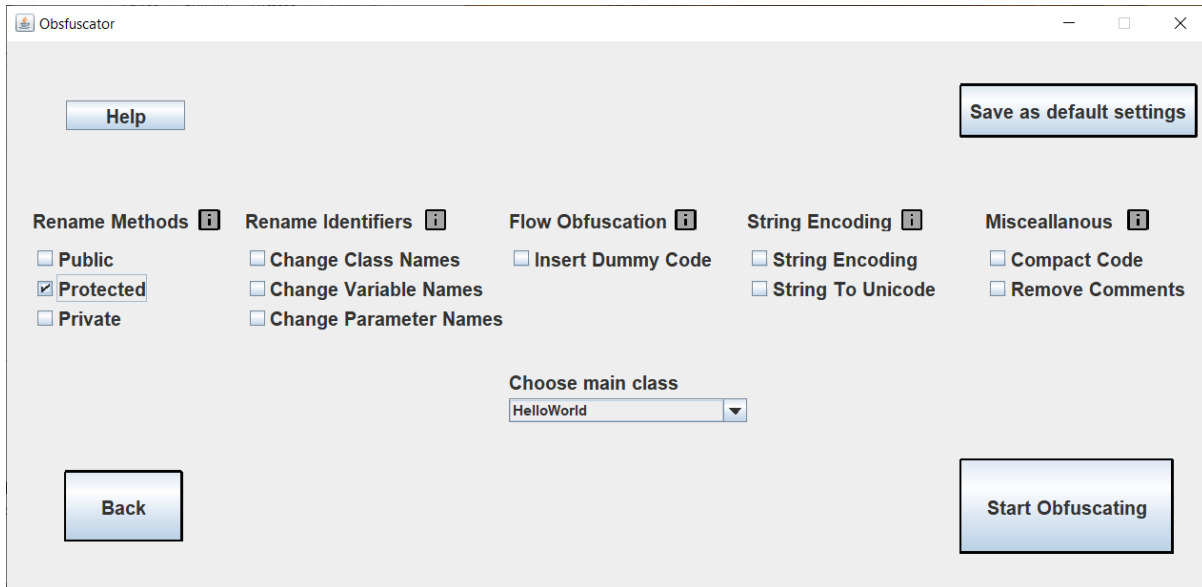 Obsfuscator
Help
Save as default settings
Rename Methods i Rename Identifiers i Flow Obfuscation i String Encoding i Misceallanous i
Public Change Class Names Insert Dummy Code String Encoding Compact Code
Protected Change Variable Names String To Unicode Remove Comments
Private Change Parameter Names
Choose main class
HelloWorld
Back
Start Obfuscating